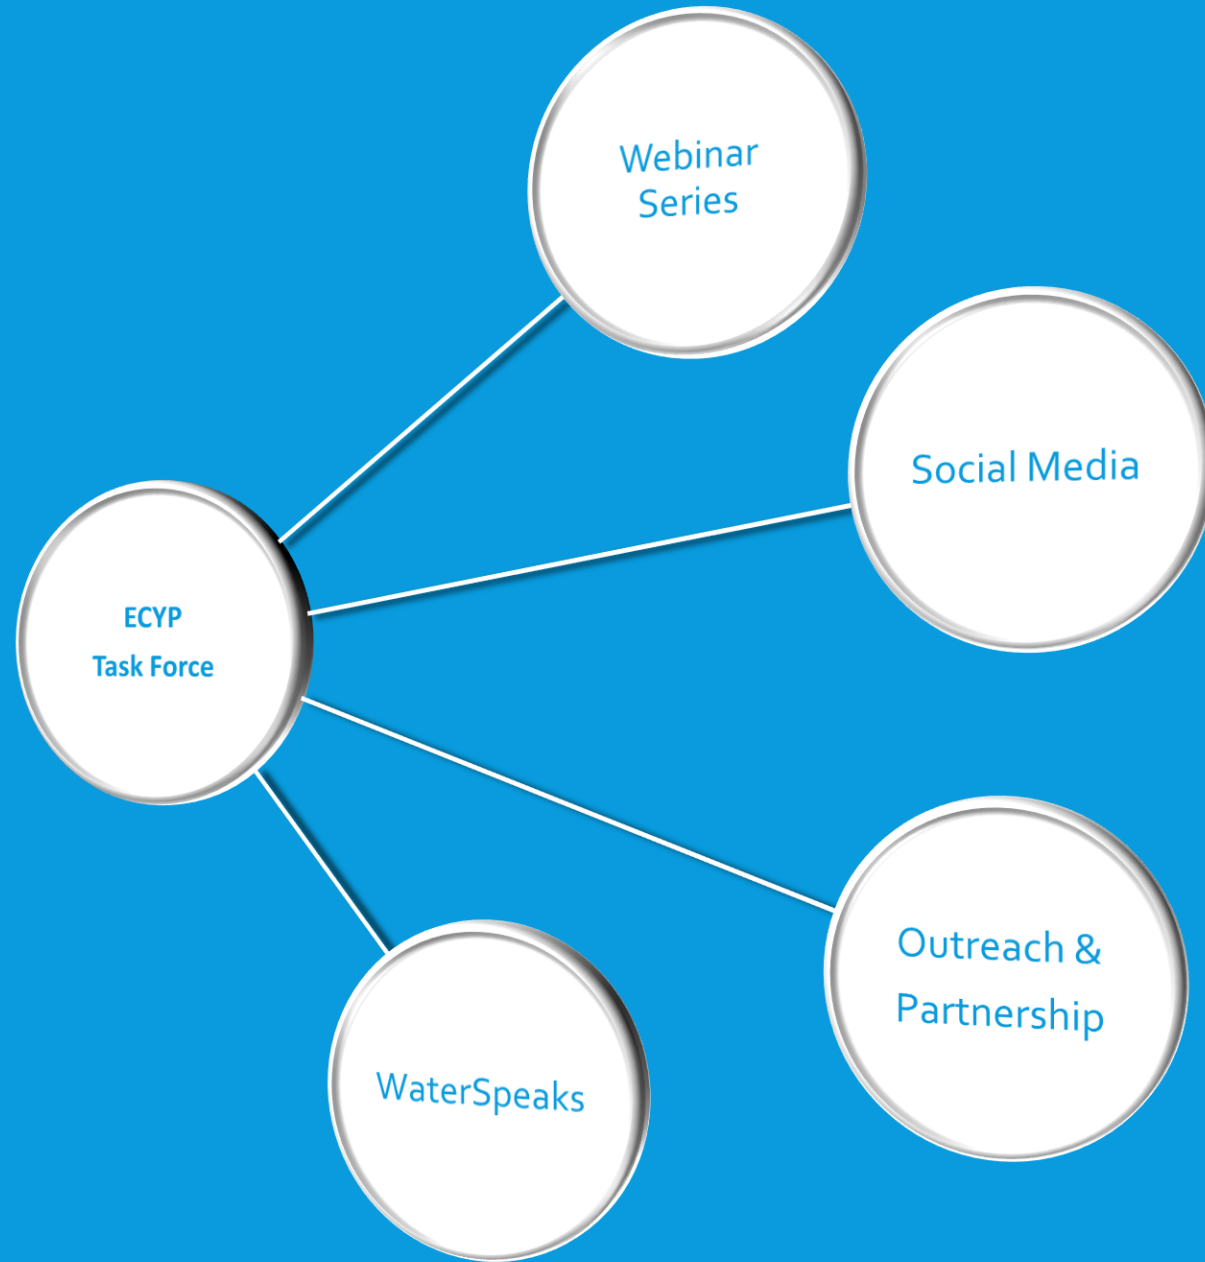 Webinar
Series
Social Media
ECYP
Task Force
Outreach &
Partnership
WaterSpeaks